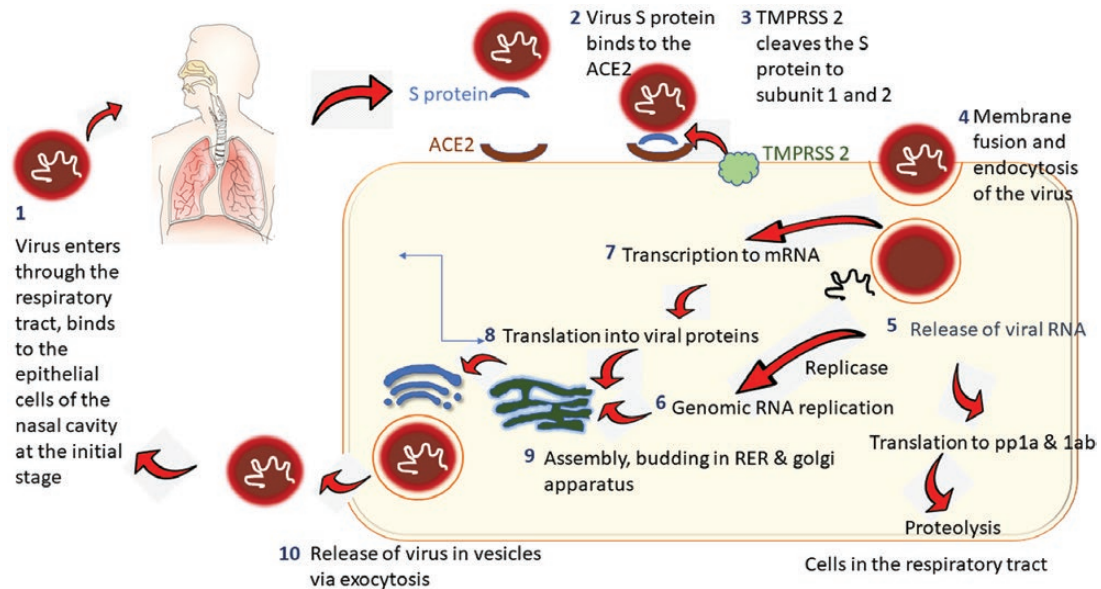 1
Virus enters
through the
respiratory
tract, binds
to the
epithelial
cells of the
nasal cavity
at the initial
stage
2 Virus S protein
binds to the
ACE2
S protein
ACE2
3 TMPRSS 2
cleaves the S
protein to
subunit 1 and 2
TMPRSS 2
4 Membrane
fusion and
endocytosis
of the virus
5 Release of viral RNA
Translation to pp1a & 1ab
Proteolysis
Replicase
6 Genomic RNA replication
7 Transcription to mRNA
8 Translation into viral proteins
9 Assembly, budding in RER & golgi
apparatus
10 Release of virus in vesicles
via exocytosis
Cells in the respiratory tract